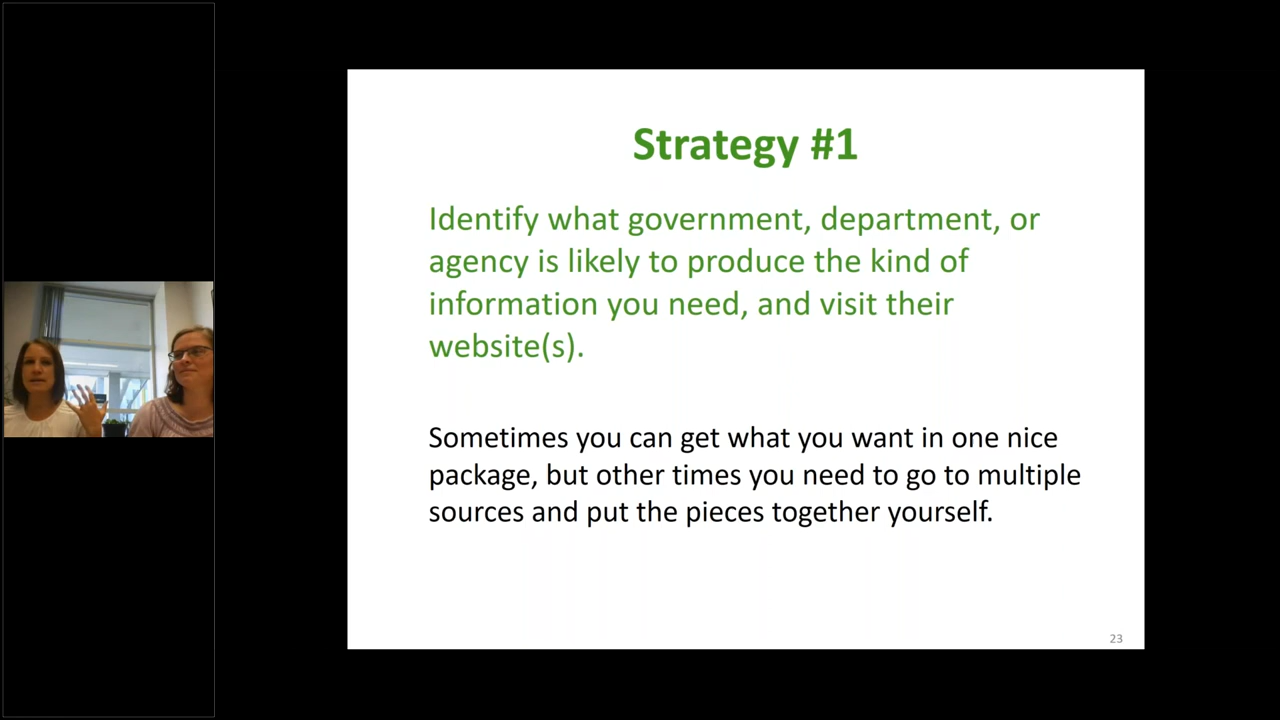 Strategy #1
Identify what government, department, or
agency is likely to produce the kind of
information you need, and visit their
website(s).
Sometimes you can get what you want in one nice
package, but other times you need to go to multiple
sources and put the pieces together yourself.
23